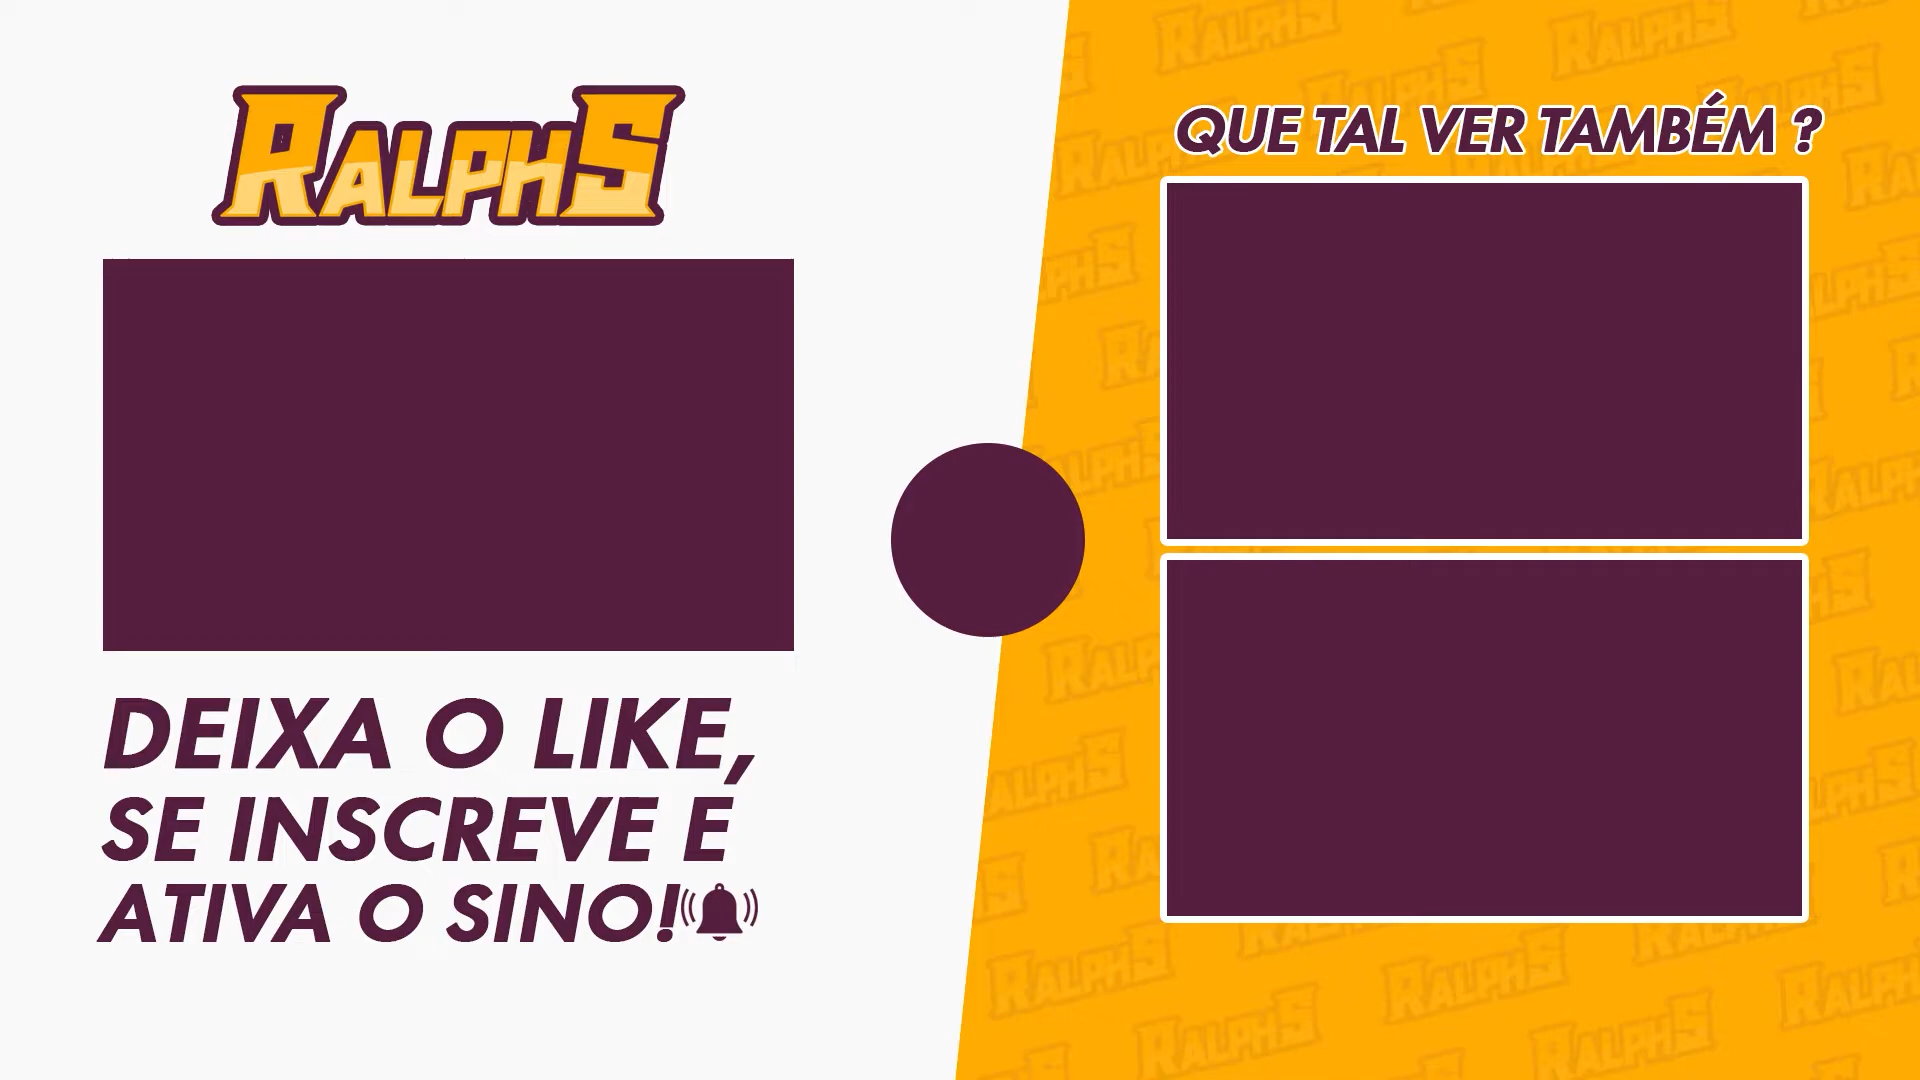 RALPHS
DEIXA O LIKE,
SE INSCREVE E
ATIVA O SINO!
QUE TAL VER TAMBÉM ?